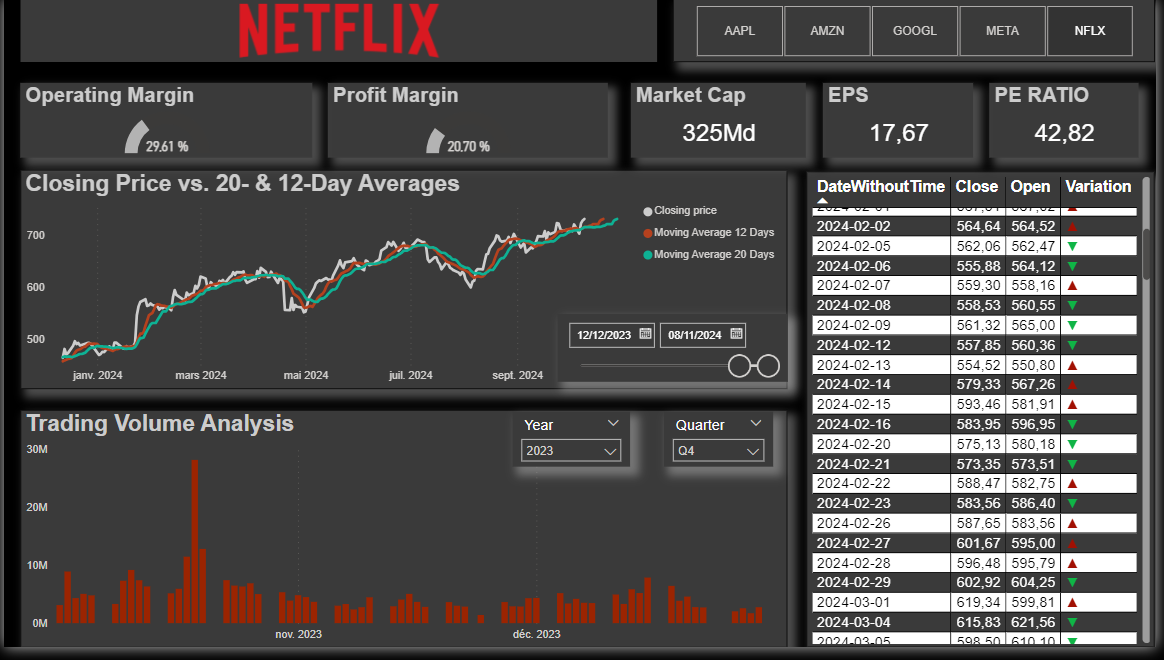 NETFLIX
AAPL AMZN GOOGL META NFLX
Operating Margin
29.61 %
Profit Margin
20.70 %
Market Cap
325Md
EPS
17,67
PE RATIO
42,82
Closing Price vs. 20- & 12-Day Averages
Closing price
Moving Average 12 Days
Moving Average 20 Days
700
600
500
janv. 2024 mars 2024 mai 2024 juil. 2024 sept. 2024
12/12/2023 08/11/2024
Trading Volume Analysis
Year
2023
Quarter
Q4
30M
20M
10M
0M
nov. 2023 déc. 2023
DateWithoutTime Close Open Variation
2024-02-02 564,64 564,52
2024-02-05 562,06 562,47
2024-02-06 555,88 564,12
2024-02-07 559,30 558,16
2024-02-08 558,53 560,55
2024-02-09 561,32 565,00
2024-02-12 557,85 560,36
2024-02-13 554,52 550,80
2024-02-14 579,33 567,26
2024-02-15 593,46 581,91
2024-02-16 583,95 596,95
2024-02-20 575,13 580,18
2024-02-21 573,35 573,51
2024-02-22 588,47 582,75
2024-02-23 583,56 586,40
2024-02-26 587,65 583,56
2024-02-27 601,67 595,00
2024-02-28 596,48 595,79
2024-02-29 602,92 604,25
2024-03-01 619,34 599,81
2024-03-04 615,83 621,56
2024-03-05 598,50 610,10